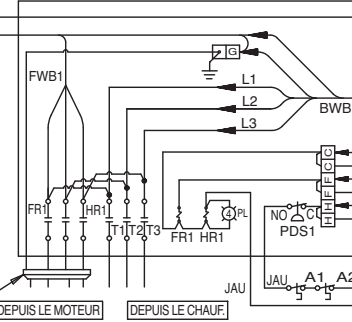 G
FWB1
L1
L2
BWB
L3
C
C
F
F
H
H
FR1
HR1
T1
T2
T3
FR1
HR1
4
PL
NO
C
PDS1
JAU
JAU
A1
A2
DEPUIS LE MOTEUR
DEPUIS LE CHAUF.